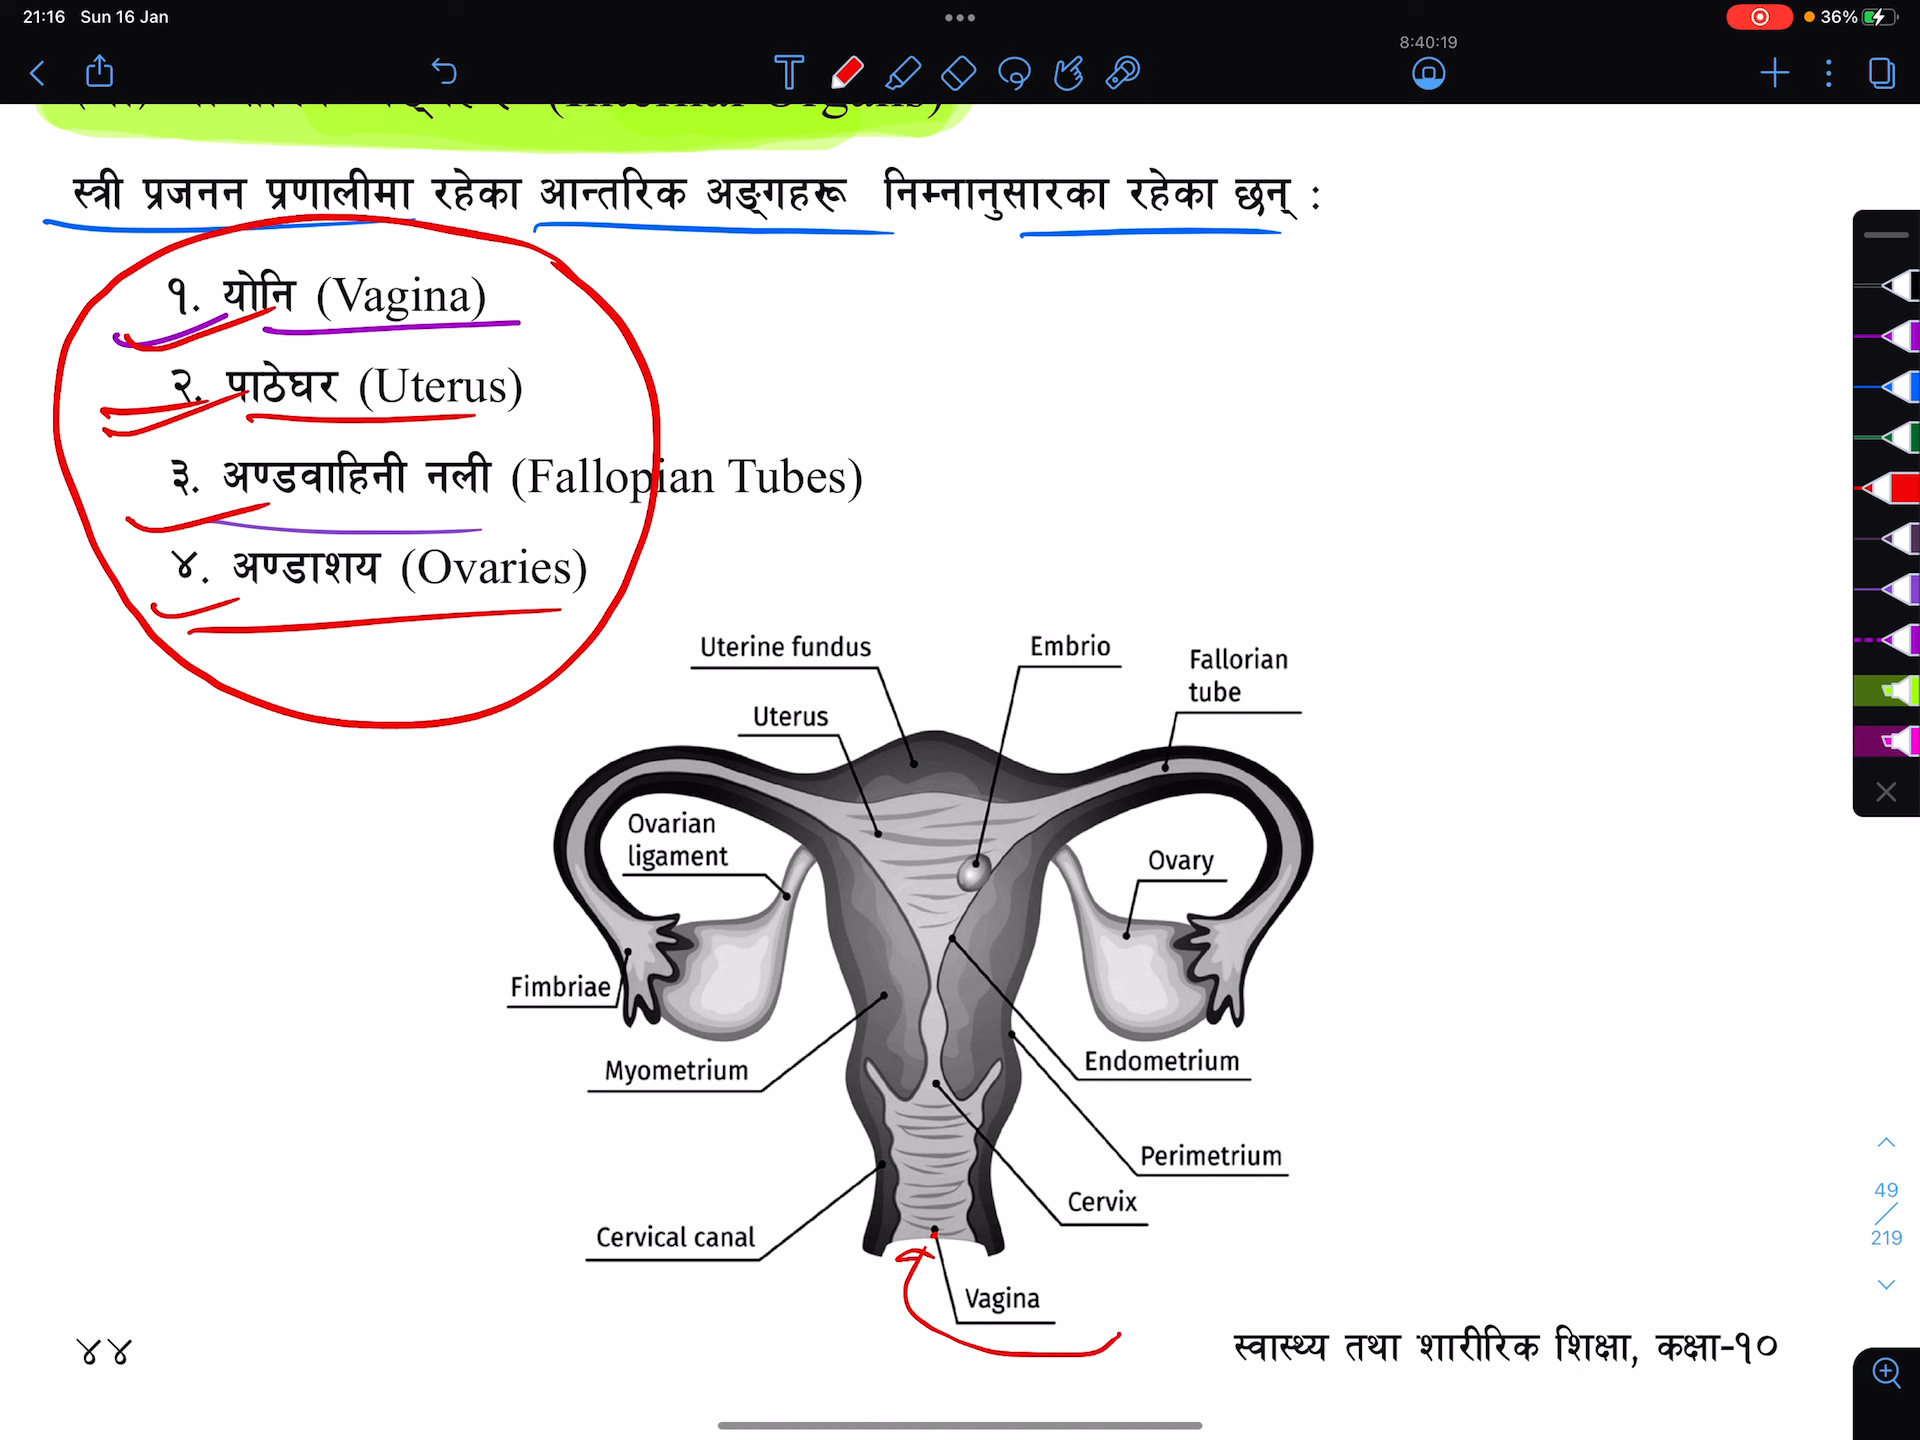 21:16 Sun 16 Jan
36%
8:40:19
(Internal Organs)
स्त्री प्रजनन प्रणालीमा रहेका आन्तरिक अङ्गहरू निम्नानुसारका रहेका छन् :
१. योनि (Vagina)
२. पाठेघर (Uterus)
३. अण्डवाहिनी नली (Fallopian Tubes)
४. अण्डाशय (Ovaries)
Uterine fundus
Embrio
Fallorian
tube
Uterus
Ovarian
ligament
Ovary
Fimbriae
Myometrium
Endometrium
Perimetrium
Cervix
Cervical canal
Vagina
49
/
219
४४
स्वास्थ्य तथा शारीरिक शिक्षा, कक्षा-१०